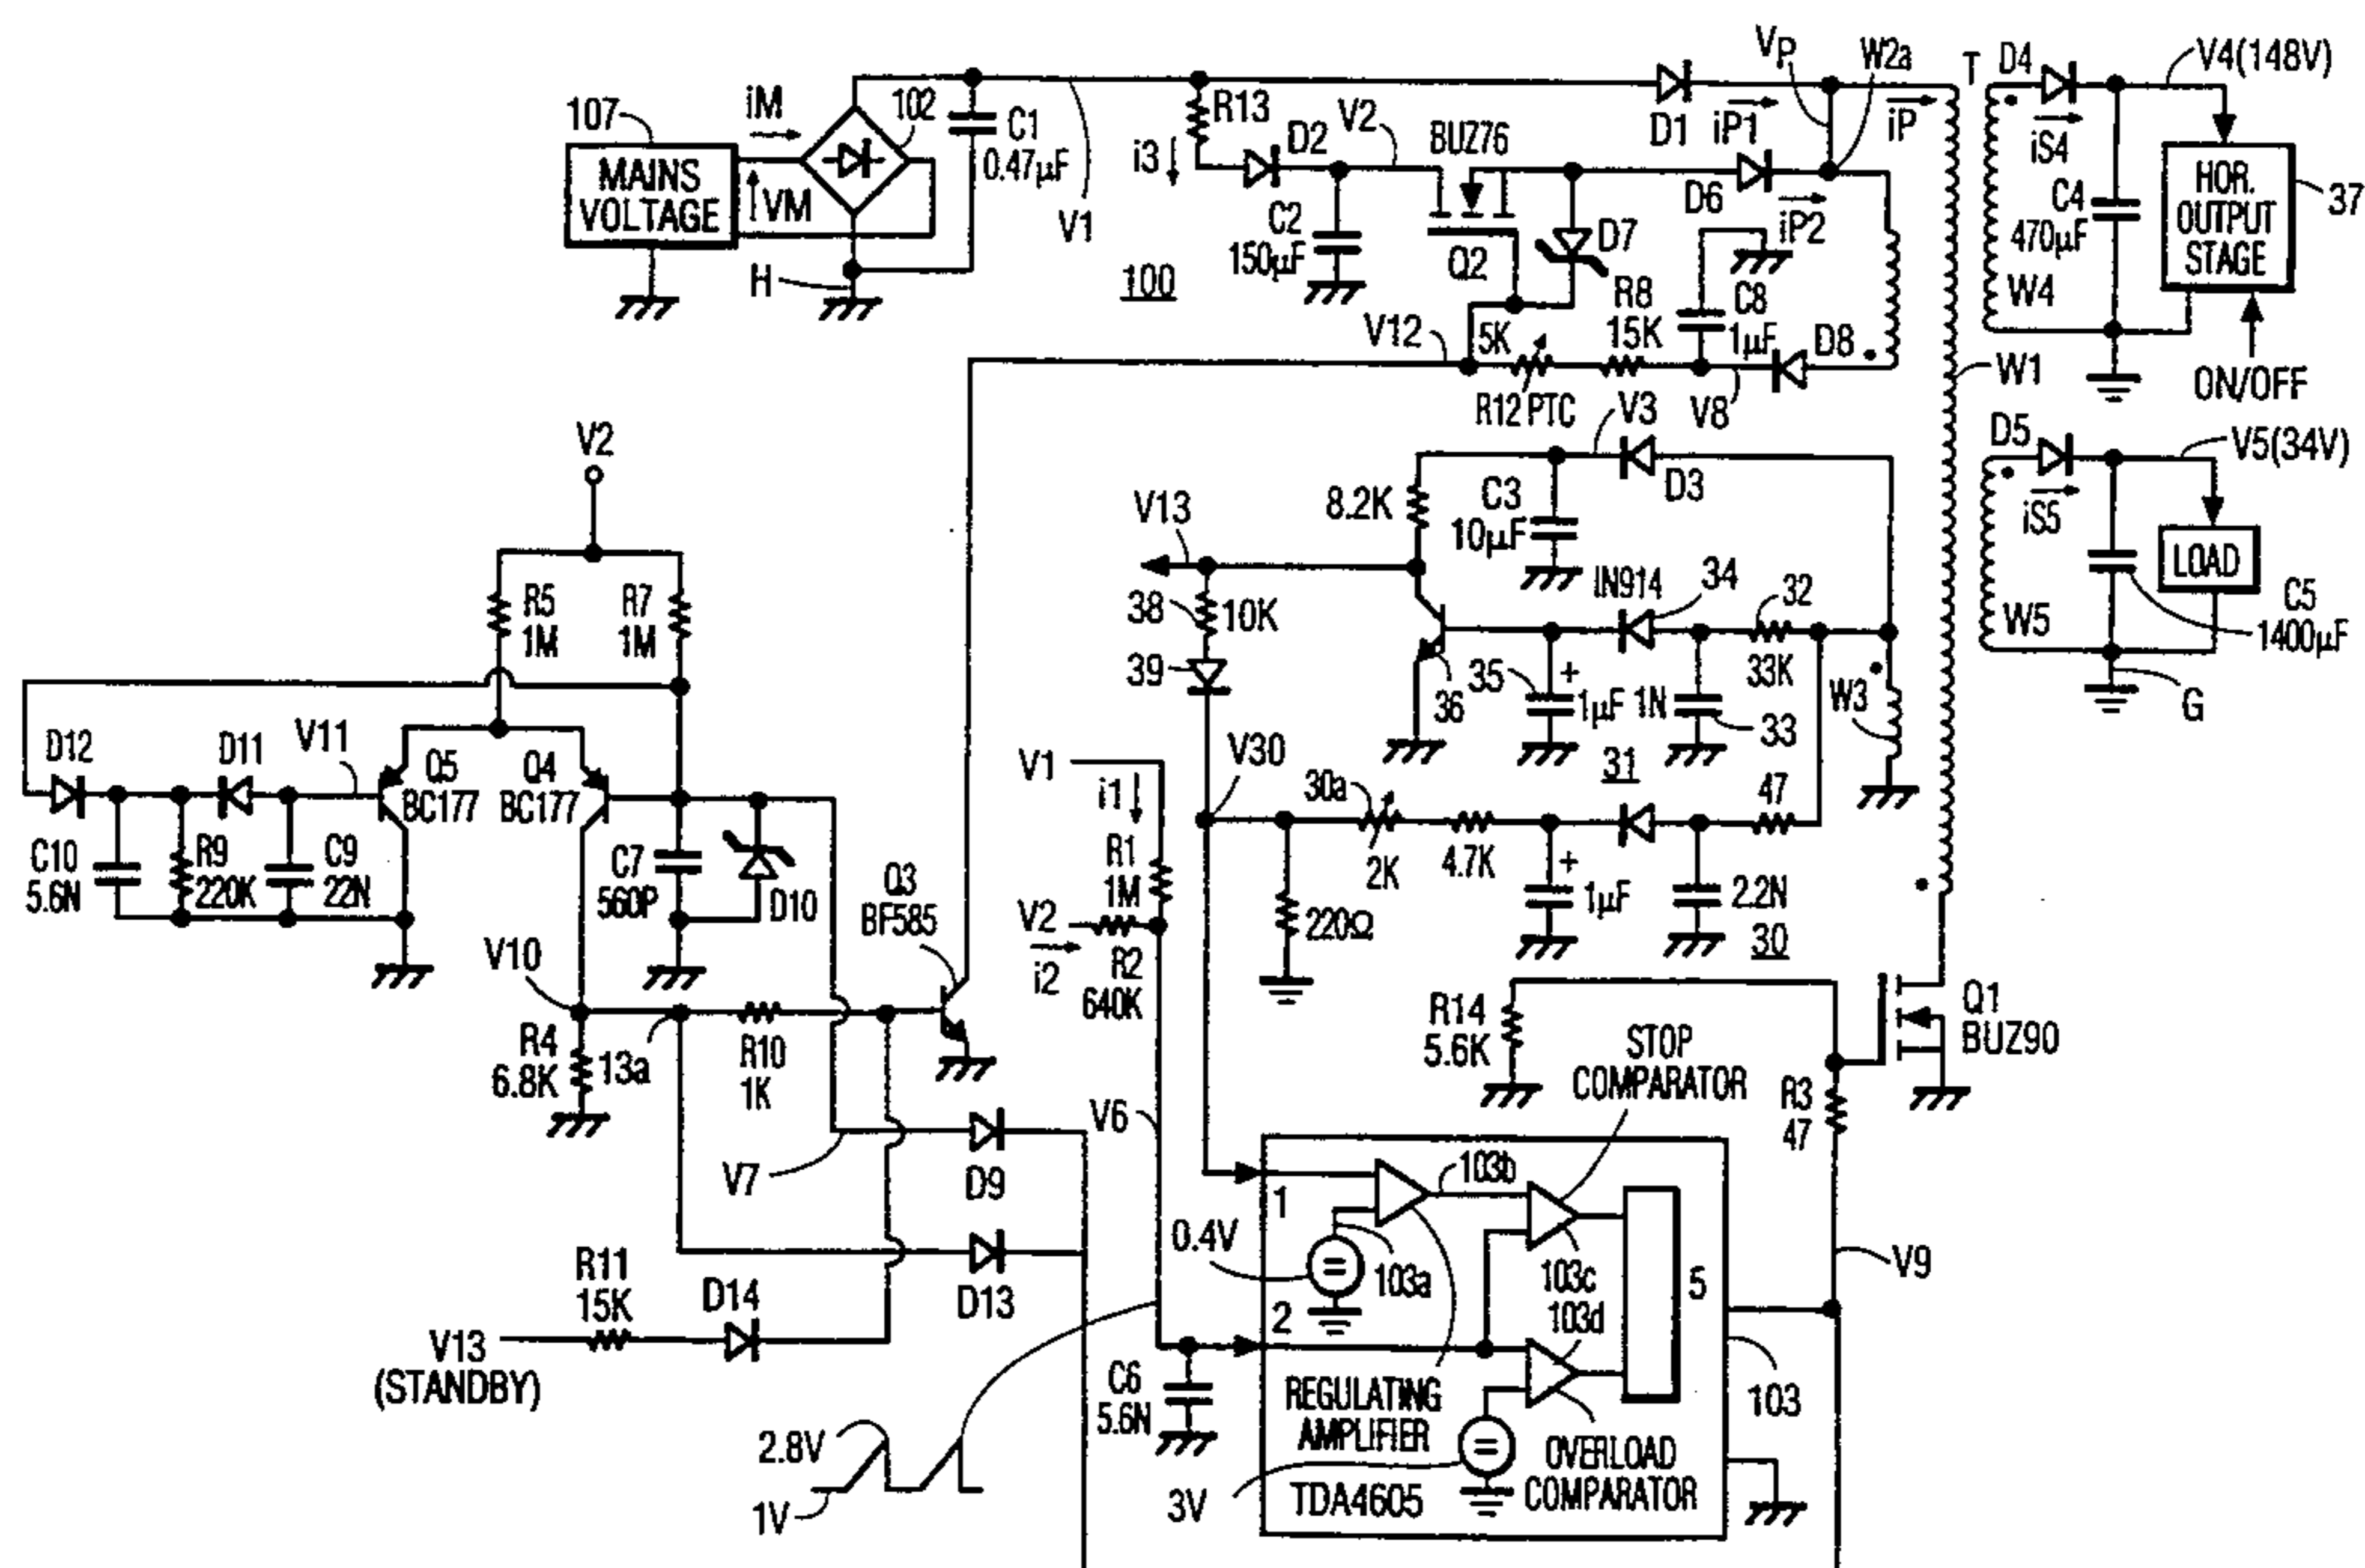 107
MAINS
VOLTAGE
iM
VM
102
H
C1
0.47µF
V1
R13
i3
D2
V2
BUZ76
C2
150µF
Q2
100
D7
D1
iP1
VP
W2a
iP
D6
iP2
R8
15K
C8
1µF
D8
V12
5K
R12 PTC
V8
T
D4
V4(148V)
iS4
C4
470µF
W4
HOR.
OUTPUT
STAGE
37
ON/OFF
W1
D5
V5(34V)
iS5
LOAD
W5
C5
1400µF
G
V3
D3
C3
10µF
8.2K
V13
38
10K
39
IN914
34
32
33K
35
1µF
1N
33
36
W3
31
V30
30a
2K
4.7K
47
220Ω
1µF
2.2N
30
V2
R5
1M
R7
1M
D12
D11
V11
Q5
BC177
Q4
BC177
C10
5.6N
R9
220K
C9
22N
C7
560P
D10
Q3
BF585
V10
R4
6.8K
13a
R10
1K
V7
D9
D13
R11
15K
D14
V13
(STANDBY)
2.8V
1V
V1
i1
R1
1M
V2
i2
R2
640K
V6
C6
5.6N
R14
5.6K
STOP
COMPARATOR
Q1
BUZ90
R3
47
V9
1
103b
0.4V
103a
103c
103d
5
2
REGULATING
AMPLIFIER
OVERLOAD
COMPARATOR
TDA4605
3V
103